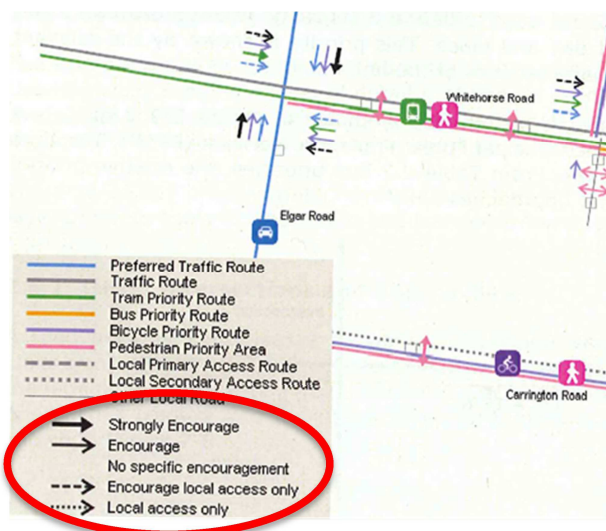 Whitehorse Road
Elgar Road
Preferred Traffic Route
Traffic Route
Tram Priority Route
Bus Priority Route
Bicycle Priority Route
Pedestrian Priority Area
Local Primary Access Route
Local Secondary Access Route
Other Local Road
Carrington Road
Strongly Encourage
Encourage
No specific encouragement
Encourage local access only
Local access only